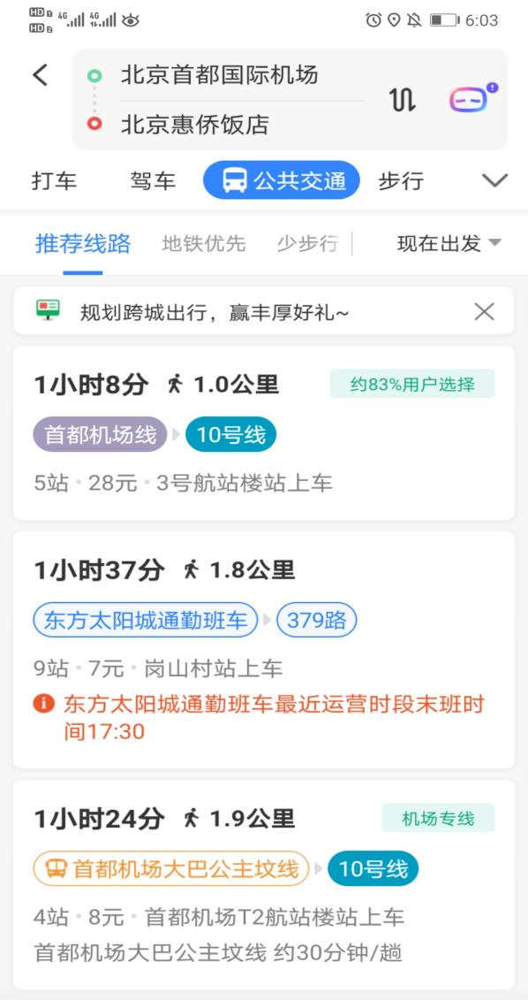 HD 1 4G 4G 6:03
HD 2
北京首都国际机场
北京惠侨饭店
打车 驾车 公共交通 步行
推荐线路 地铁优先 少步行 现在出发
规划跨城出行，赢丰厚好礼~
1小时8分 1.0公里 约83%用户选择
首都机场线 10号线
5站·28元·3号航站楼站上车
1小时37分 1.8公里
东方太阳城通勤班车 379路
9站·7元·岗山村站上车
东方太阳城通勤班车最近运营时段末班时
间17:30
1小时24分 1.9公里 机场专线
首都机场大巴公主坟线 10号线
4站·8元·首都机场T2航站楼站上车
首都机场大巴公主坟线 约30分钟/趟